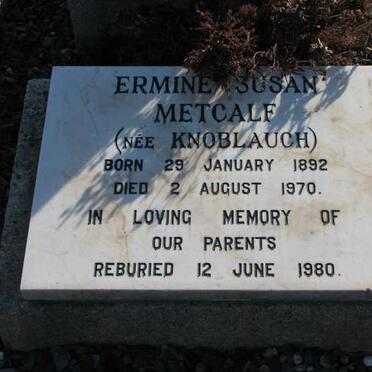 ERMINE SUSAN
METCALF
(NÉE KNOBLAUCH)
BORN 29 JANUARY 1892
DIED 2 AUGUST 1970.
IN LOVING MEMORY OF
OUR PARENTS
REBURIED 12 JUNE 1980.